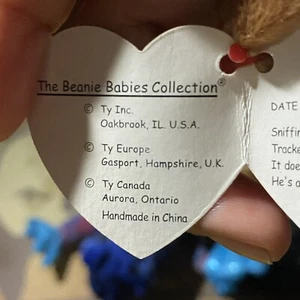 The Beanie Babies Collection®
© Ty Inc.
Oakbrook, IL. U.S.A.
© Ty Europe
Gasport, Hampshire, U.K.
© Ty Canada
Aurora, Ontario
Handmade in China
DATE
Sniffin
Tracke
It doe
He's a